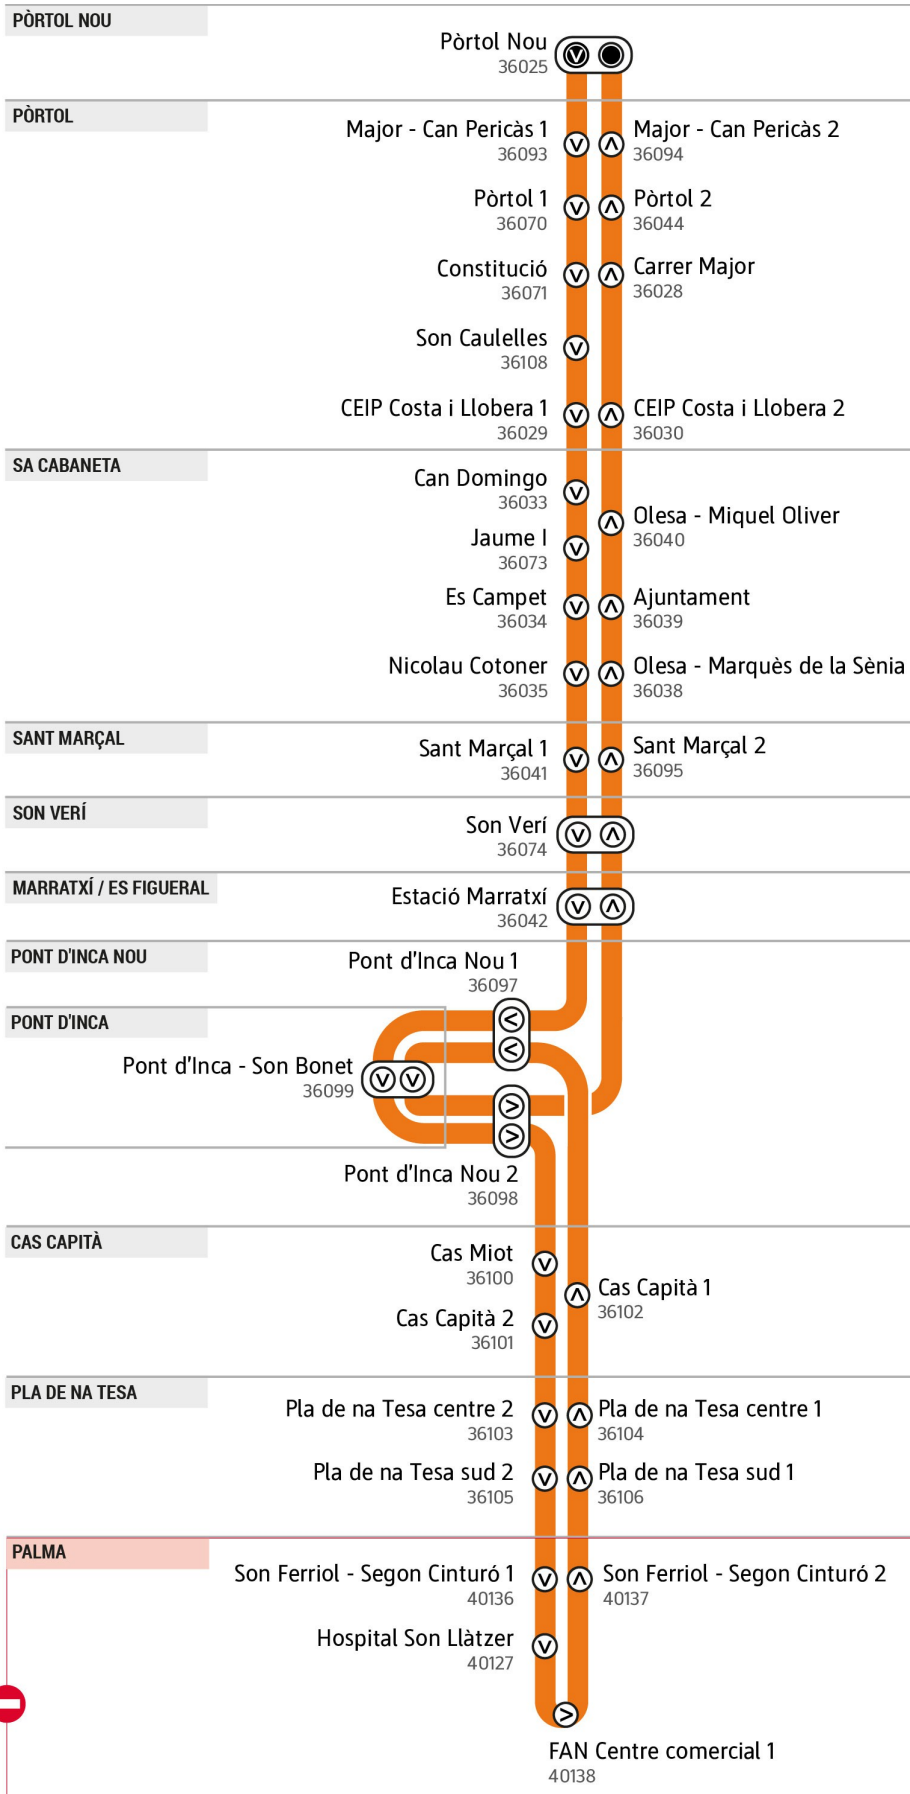 PÒRTOL NOU
Pòrtol Nou
36025
PÒRTOL
Major - Can Pericàs 1
36093
Major - Can Pericàs 2
36094
Pòrtol 1
36070
Pòrtol 2
36044
Constitució
36071
Carrer Major
36028
Son Caulelles
36108
CEIP Costa i Llobera 1
36029
CEIP Costa i Llobera 2
36030
SA CABANETA
Can Domingo
36033
Olesa - Miquel Oliver
36040
Jaume I
36073
Es Campet
36034
Ajuntament
36039
Nicolau Cotoner
36035
Olesa - Marquès de la Sènia
36038
SANT MARÇAL
Sant Marçal 1
36041
Sant Marçal 2
36095
SON VERÍ
Son Verí
36074
MARRATXÍ / ES FIGUERAL
Estació Marratxí
36042
PONT D'INCA NOU
Pont d'Inca Nou 1
36097
PONT D'INCA
Pont d'Inca - Son Bonet
36099
Pont d'Inca Nou 2
36098
CAS CAPITÀ
Cas Miot
36100
Cas Capità 1
36102
Cas Capità 2
36101
PLA DE NA TESA
Pla de na Tesa centre 2
36103
Pla de na Tesa centre 1
36104
Pla de na Tesa sud 2
36105
Pla de na Tesa sud 1
36106
PALMA
Son Ferriol - Segon Cinturó 1
40136
Son Ferriol - Segon Cinturó 2
40137
Hospital Son Llàtzer
40127
FAN Centre comercial 1
40138